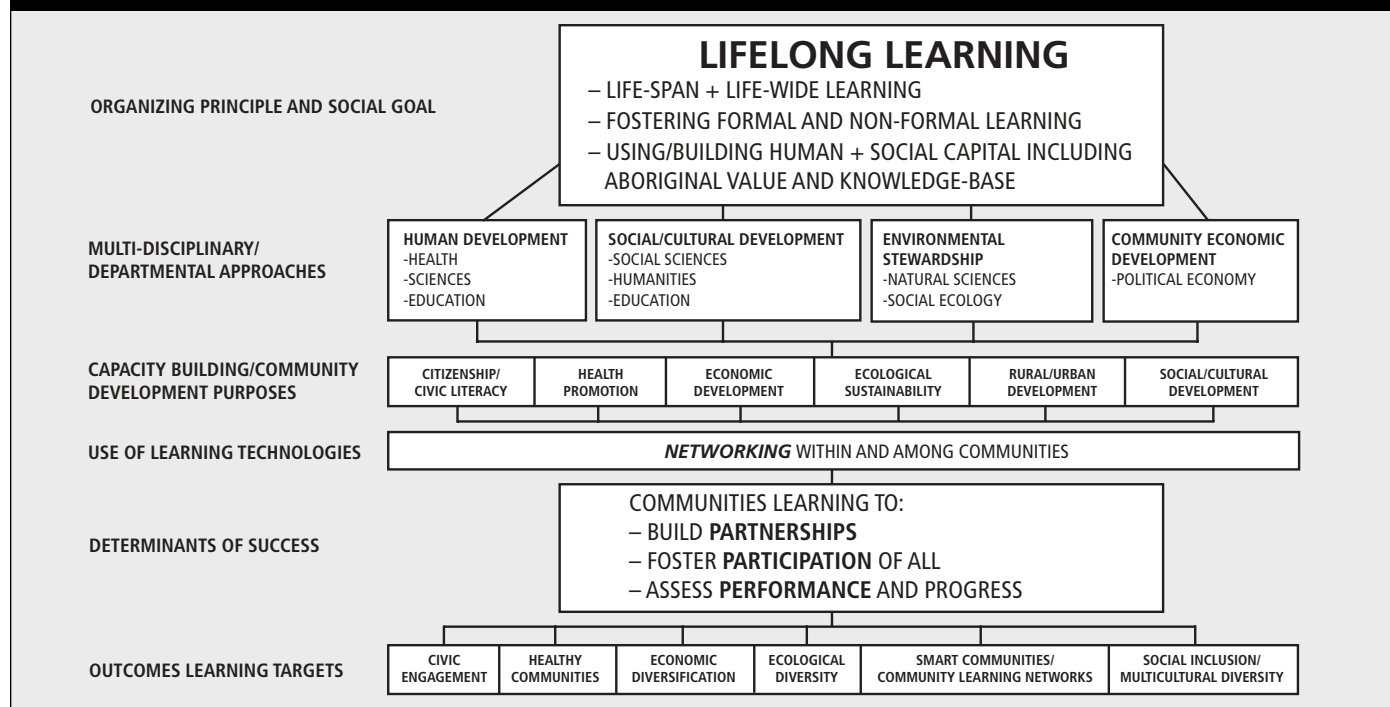 LIFELONG LEARNING
– LIFE-SPAN + LIFE-WIDE LEARNING
– FOSTERING FORMAL AND NON-FORMAL LEARNING
– USING/BUILDING HUMAN + SOCIAL CAPITAL INCLUDING
ABORIGINAL VALUE AND KNOWLEDGE-BASE
ORGANIZING PRINCIPLE AND SOCIAL GOAL
MULTI-DISCIPLINARY/
DEPARTMENTAL APPROACHES
HUMAN DEVELOPMENT
-HEALTH
-SCIENCES
-EDUCATION
SOCIAL/CULTURAL DEVELOPMENT
-SOCIAL SCIENCES
-HUMANITIES
-EDUCATION
ENVIRONMENTAL
STEWARDSHIP
-NATURAL SCIENCES
-SOCIAL ECOLOGY
COMMUNITY ECONOMIC
DEVELOPMENT
-POLITICAL ECONOMY
CAPACITY BUILDING/COMMUNITY
DEVELOPMENT PURPOSES
CITIZENSHIP/
CIVIC LITERACY
HEALTH
PROMOTION
ECONOMIC
DEVELOPMENT
ECOLOGICAL
SUSTAINABILITY
RURAL/URBAN
DEVELOPMENT
SOCIAL/CULTURAL
DEVELOPMENT
USE OF LEARNING TECHNOLOGIES
NETWORKING WITHIN AND AMONG COMMUNITIES
DETERMINANTS OF SUCCESS
COMMUNITIES LEARNING TO:
– BUILD PARTNERSHIPS
– FOSTER PARTICIPATION OF ALL
– ASSESS PERFORMANCE AND PROGRESS
OUTCOMES LEARNING TARGETS
CIVIC
ENGAGEMENT
HEALTHY
COMMUNITIES
ECONOMIC
DIVERSIFICATION
ECOLOGICAL
DIVERSITY
SMART COMMUNITIES/
COMMUNITY LEARNING NETWORKS
SOCIAL INCLUSION/
MULTICULTURAL DIVERSITY